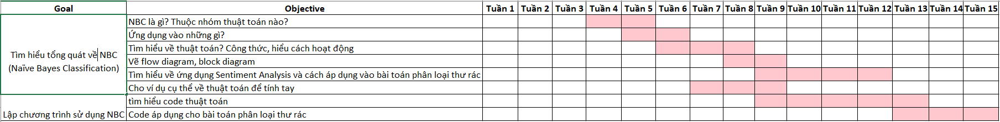 Goal Objective Tuần 1 Tuần 2 Tuần 3 Tuần 4 Tuần 5 Tuần 6 Tuần 7 Tuần 8 Tuần 9 Tuần 10 Tuần 11 Tuần 12 Tuần 13 Tuần 14 Tuần 15
Tìm hiểu tổng quát về NBC
(Naïve Bayes Classification)
NBC là gì? Thuộc nhóm thuật toán nào?
Ứng dụng vào những gì?
Tìm hiểu về thuật toán? Công thức, hiểu cách hoạt động
Vẽ flow diagram, block diagram
Tìm hiểu về ứng dụng Sentiment Analysis và cách áp dụng vào bài toán phân loại thư rác
Cho ví dụ cụ thể về thuật toán để tính tay
tìm hiểu code thuật toán
Lập chương trình sử dụng NBC Code áp dụng cho bài toán phân loại thư rác